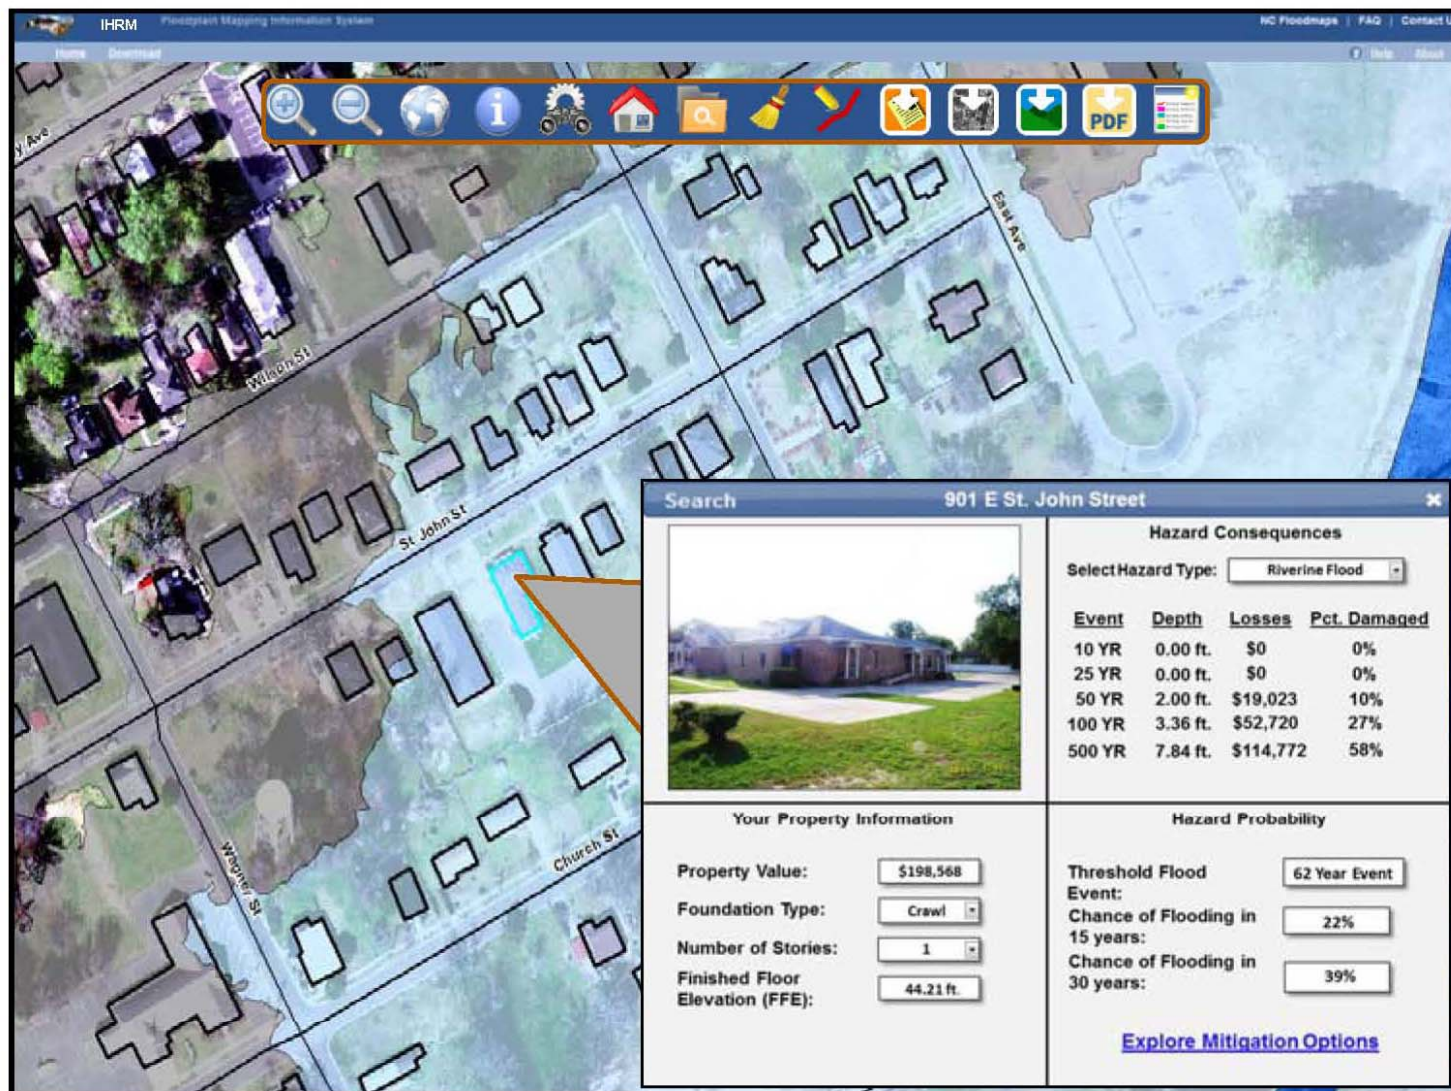 IHRM Floodplain Mapping Information System NC Floodmaps | FAQ | Contact U
Home Download Help About
y Ave
PDF
East Ave
Wilson St
St John St
Wagner St
Church St
Search 901 E St. John Street
Hazard Consequences
Select Hazard Type: Riverine Flood
Event Depth Losses Pct. Damaged
10 YR 0.00 ft. $0 0%
25 YR 0.00 ft. $0 0%
50 YR 2.00 ft. $19,023 10%
100 YR 3.36 ft. $52,720 27%
500 YR 7.84 ft. $114,772 58%
Your Property Information
Property Value: $198,568
Foundation Type: Crawl
Number of Stories: 1
Finished Floor
Elevation (FFE): 44.21 ft.
Hazard Probability
Threshold Flood
Event: 62 Year Event
Chance of Flooding in
15 years: 22%
Chance of Flooding in
30 years: 39%
Explore Mitigation Options